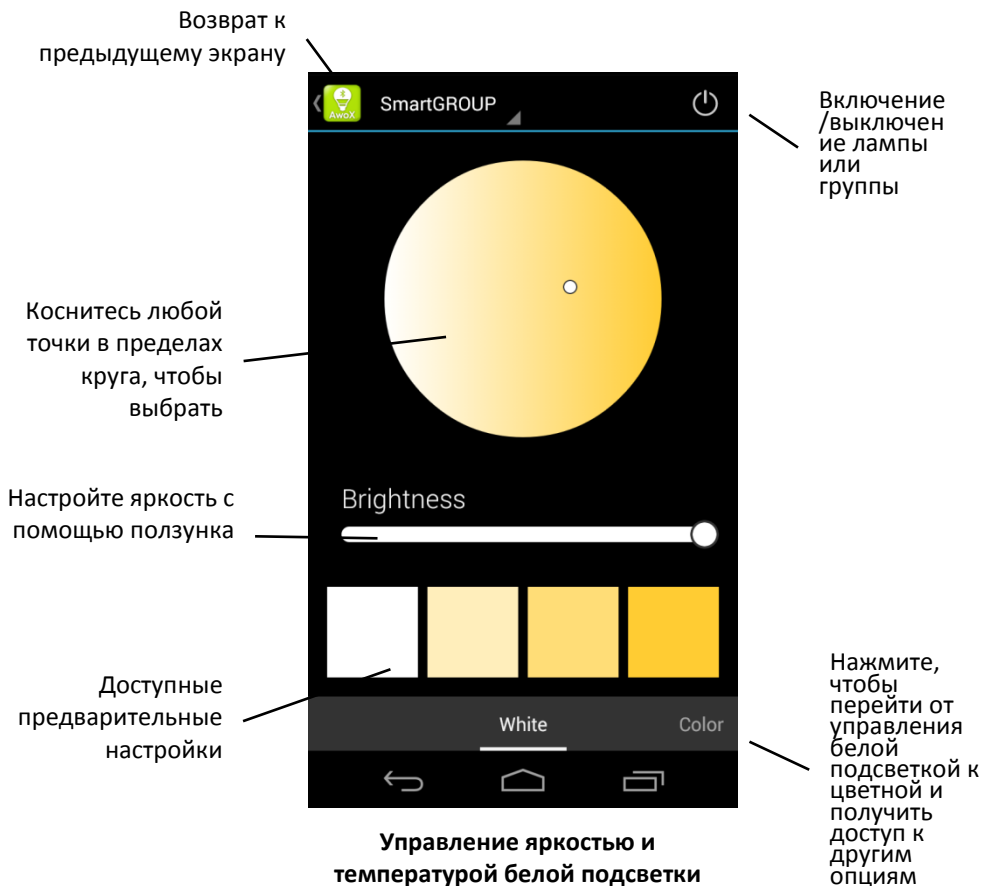 Возврат к
предыдущему экрану
AwoX
SmartGROUP
Включение
/выключен
ие лампы
или
группы
Коснитесь любой
точки в пределах
круга, чтобы
выбрать
Brightness
Настройте яркость с
помощью ползунка
Доступные
предварительные
настройки
White
Color
Нажмите,
чтобы
перейти от
управления
белой
подсветкой к
цветной и
получить
доступ к
другим
опциям
Управление яркостью и
температурой белой подсветки